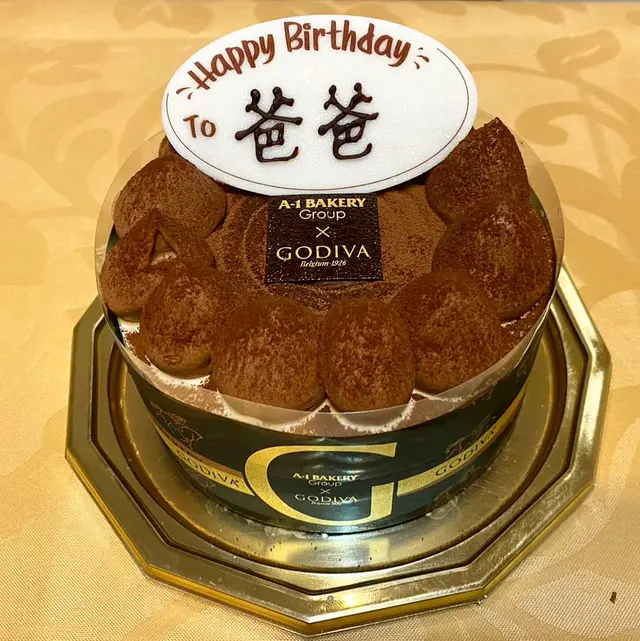 Happy Birthday
To 爸爸
A-1 BAKERY
Group
×
GODIVA
Belgium 1926
GODIVA
G
A-1 BAKERY
Group
×
GODIVA
GODIVA